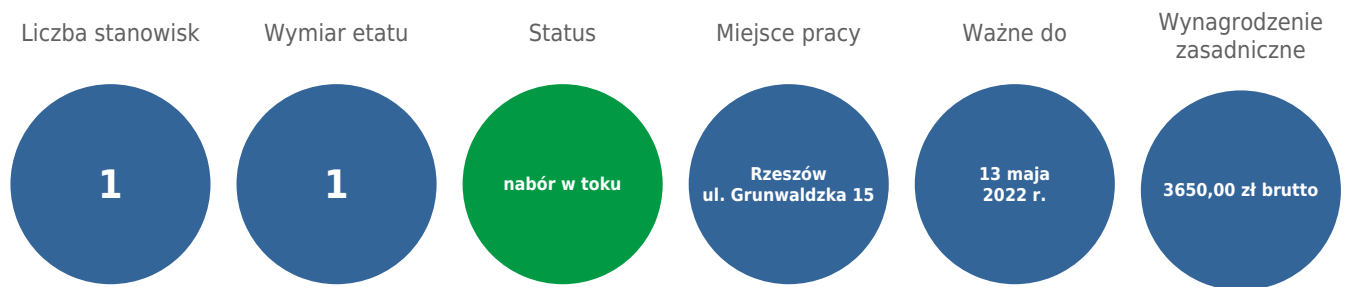 Liczba stanowisk
1
Wymiar etatu
1
Status
nabór w toku
Miejsce pracy
Rzeszów
ul. Grunwaldzka 15
Ważne do
13 maja
2022 r.
Wynagrodzenie
zasadniczne
3650,00 zł brutto